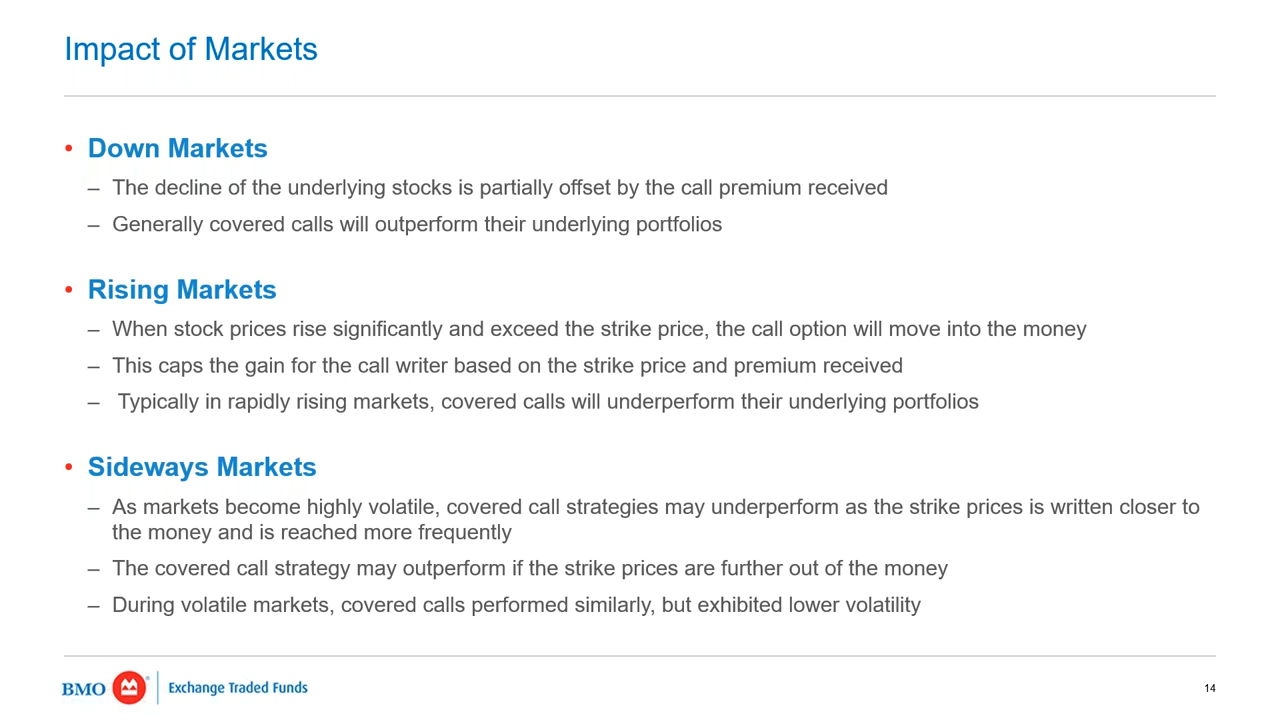 Impact of Markets
• Down Markets
– The decline of the underlying stocks is partially offset by the call premium received
– Generally covered calls will outperform their underlying portfolios
• Rising Markets
– When stock prices rise significantly and exceed the strike price, the call option will move into the money
– This caps the gain for the call writer based on the strike price and premium received
– Typically in rapidly rising markets, covered calls will underperform their underlying portfolios
• Sideways Markets
– As markets become highly volatile, covered call strategies may underperform as the strike prices is written closer to
the money and is reached more frequently
– The covered call strategy may outperform if the strike prices are further out of the money
– During volatile markets, covered calls performed similarly, but exhibited lower volatility
BMO Exchange Traded Funds
14